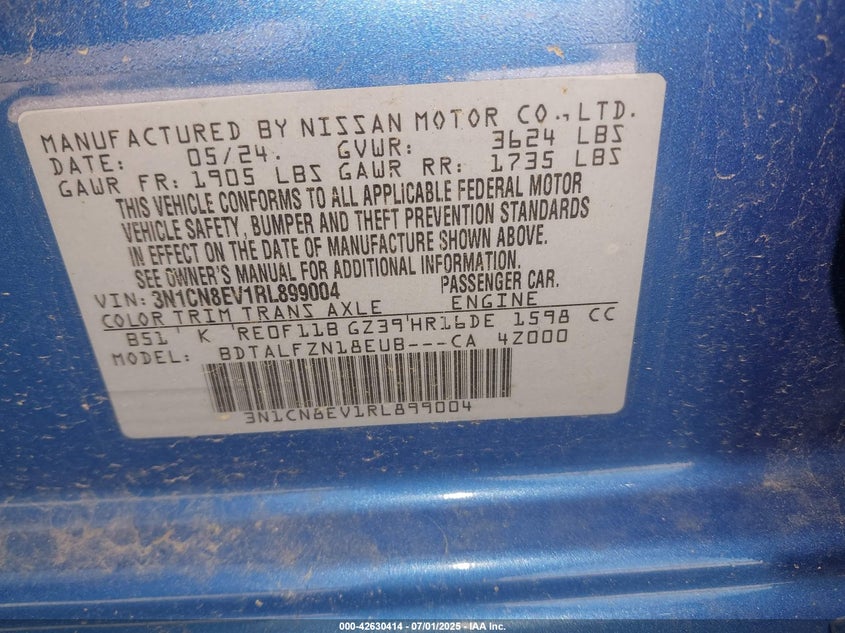 MANUFACTURED BY NISSAN MOTOR CO.,LTD.
DATE: 05/24. GVWR: 3624 LBS
GAWR FR: 1905 LBS GAWR RR: 1735 LBS
THIS VEHICLE CONFORMS TO ALL APPLICABLE FEDERAL MOTOR
VEHICLE SAFETY, BUMPER AND THEFT PREVENTION STANDARDS
IN EFFECT ON THE DATE OF MANUFACTURE SHOWN ABOVE.
SEE OWNER'S MANUAL FOR ADDITIONAL INFORMATION.
VIN: 3N1CN8EV1RL899004 PASSENGER CAR.
COLOR TRIM TRANS AXLE ENGINE
B51' K 'RE0F11B GZ39'HR16DE 1598 CC
MODEL: BDTALFZN18EUB---CA 4Z000
3N1CN8EV1RL899004
000-42630414 - 07/01/2025 - IAA Inc.